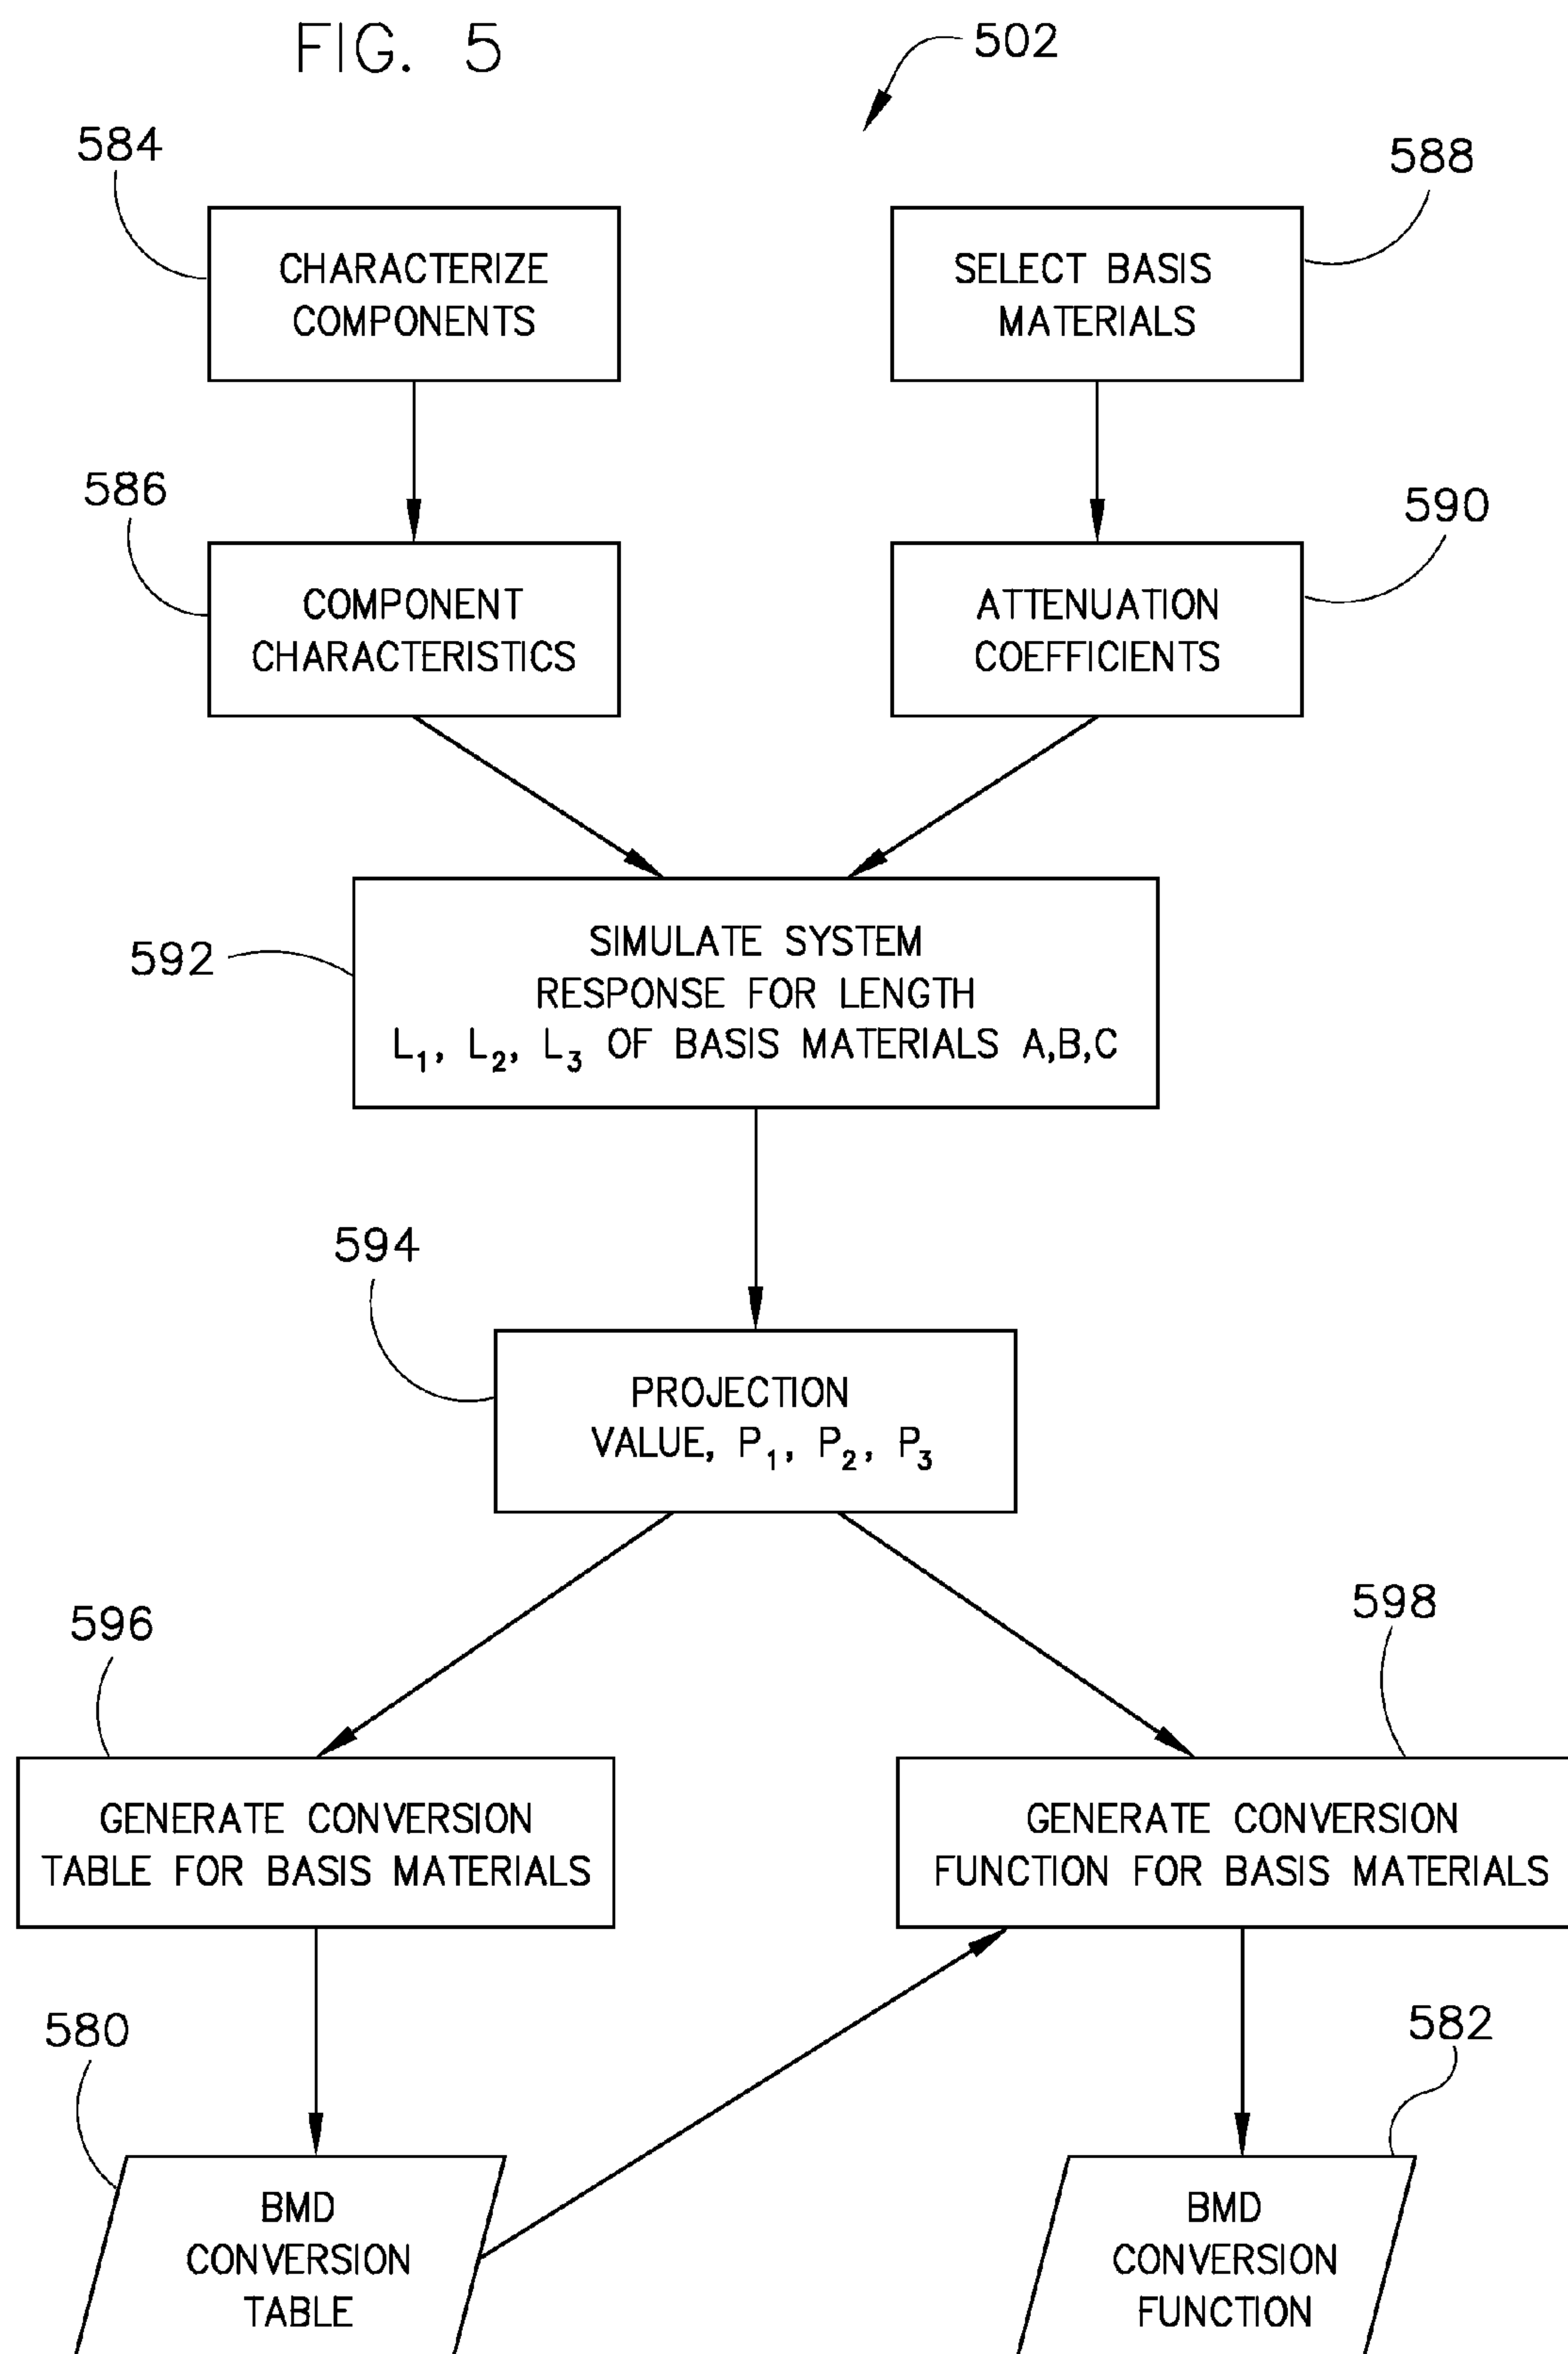 FIG. 5
502
584
588
CHARACTERIZE
COMPONENTS
SELECT BASIS
MATERIALS
586
590
COMPONENT
CHARACTERISTICS
ATTENUATION
COEFFICIENTS
592
SIMULATE SYSTEM
RESPONSE FOR LENGTH
L₁, L₂, L₃ OF BASIS MATERIALS A,B,C
594
PROJECTION
VALUE, P₁, P₂, P₃
596
598
GENERATE CONVERSION
TABLE FOR BASIS MATERIALS
GENERATE CONVERSION
FUNCTION FOR BASIS MATERIALS
580
582
BMD
CONVERSION
TABLE
BMD
CONVERSION
FUNCTION